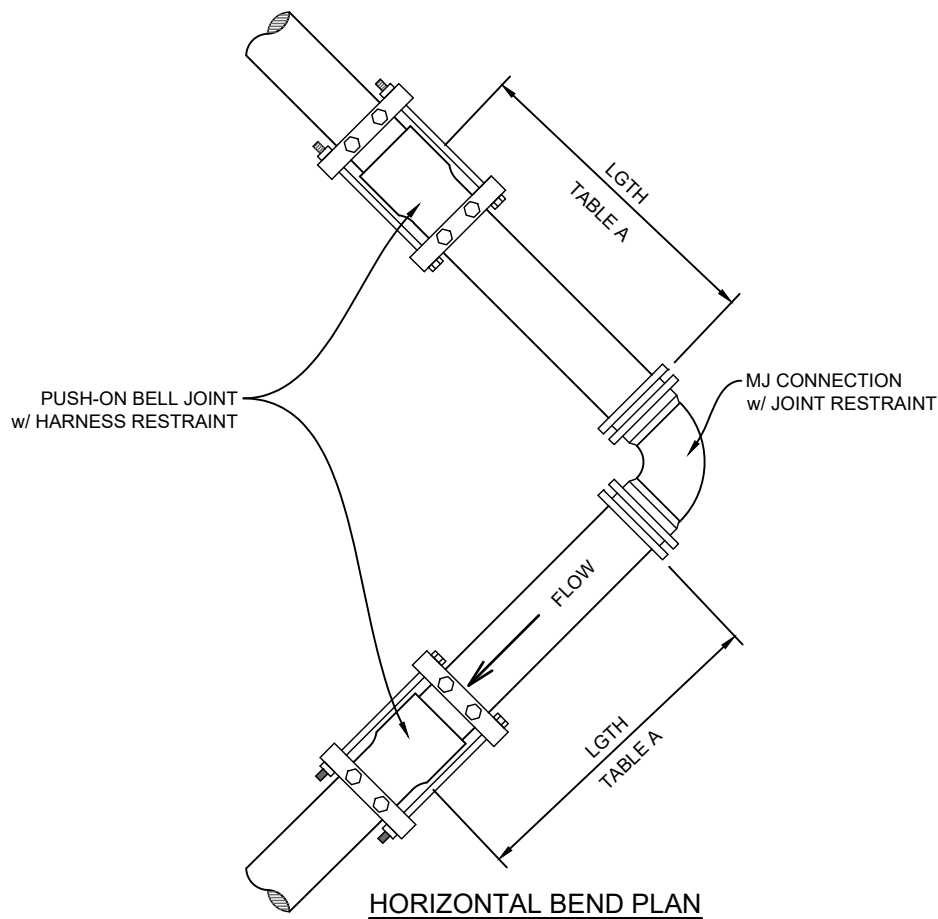 LGTH
TABLE A
PUSH-ON BELL JOINT
w/ HARNESS RESTRAINT
MJ CONNECTION
w/ JOINT RESTRAINT
FLOW
LGTH
TABLE A
HORIZONTAL BEND PLAN